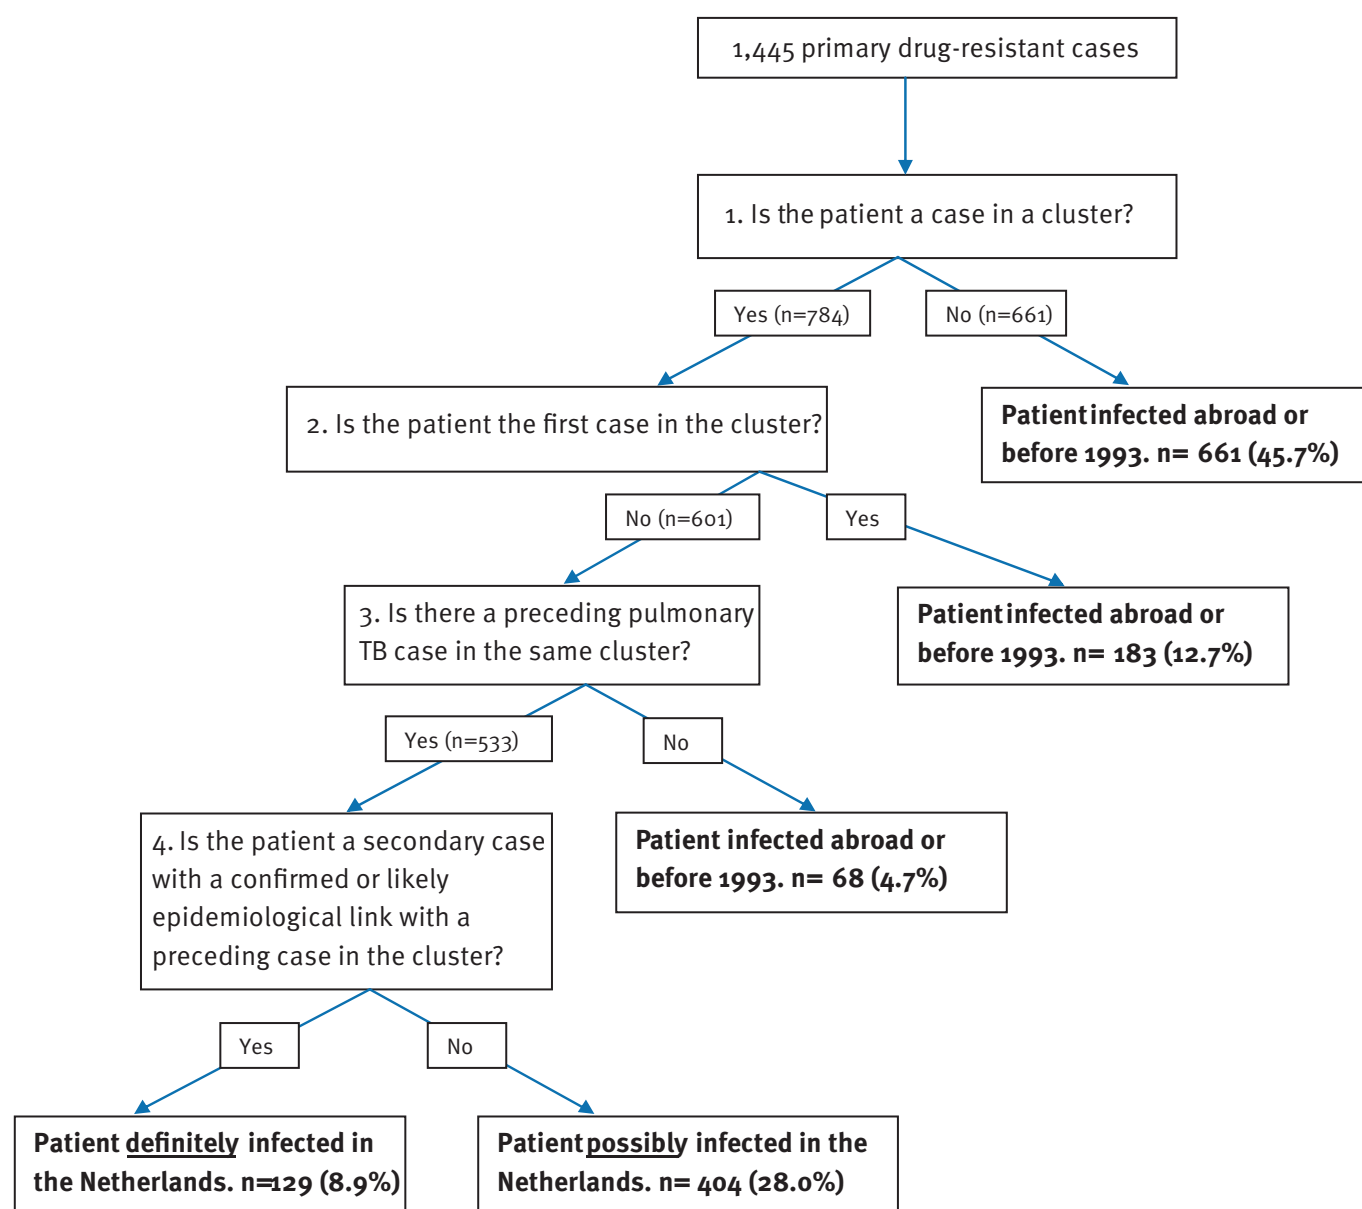 1,445 primary drug-resistant cases
1. Is the patient a case in a cluster?
Yes (n=784)
No (n=661)
2. Is the patient the first case in the cluster?
Patient infected abroad or
before 1993. n= 661 (45.7%)
No (n=601)
Yes
3. Is there a preceding pulmonary
TB case in the same cluster?
Patient infected abroad or
before 1993. n= 183 (12.7%)
Yes (n=533)
No
4. Is the patient a secondary case
with a confirmed or likely
epidemiological link with a
preceding case in the cluster?
Patient infected abroad or
before 1993. n= 68 (4.7%)
Yes
No
Patient definitely infected in
the Netherlands. n=129 (8.9%)
Patient possibly infected in the
Netherlands. n= 404 (28.0%)